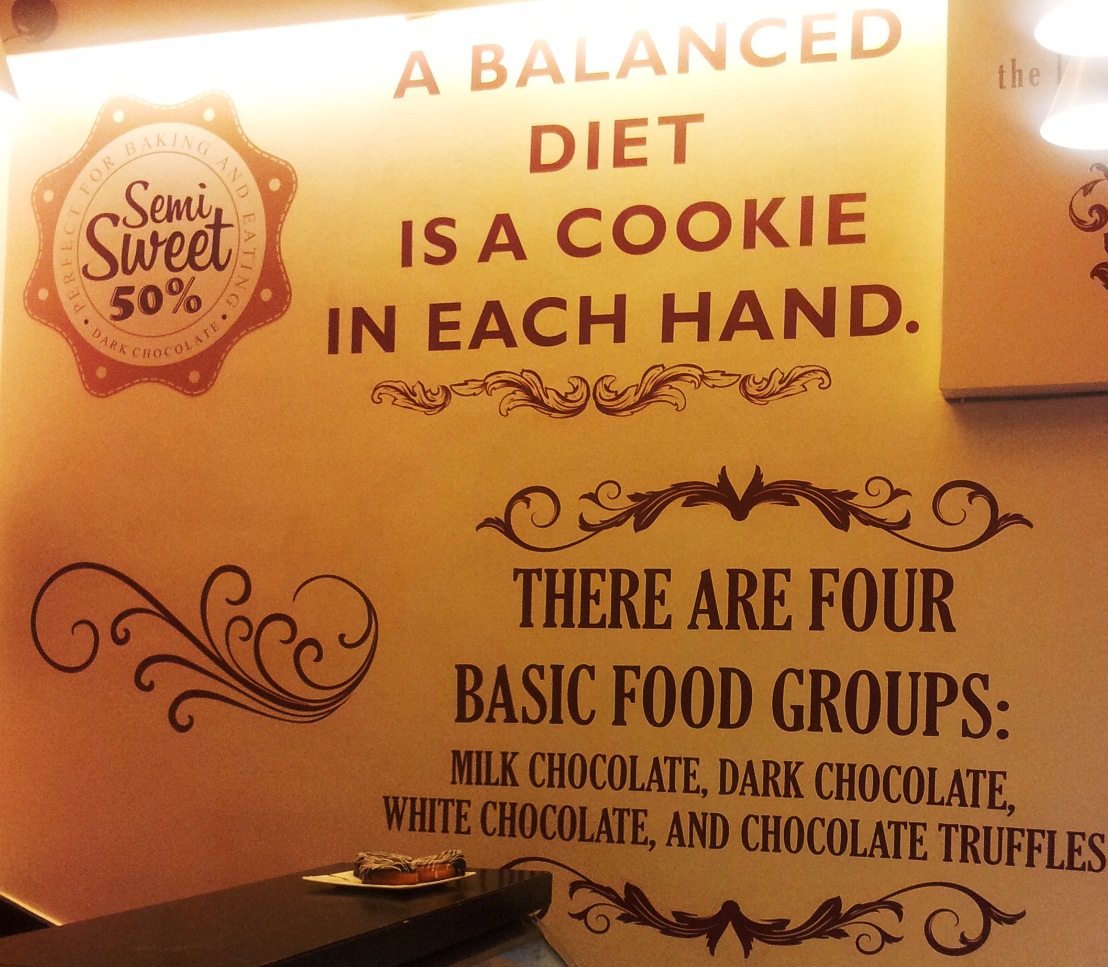 PERFECT FOR BAKING AND EATING
Semi
Sweet
50%
• DARK CHOCOLATE •
A BALANCED
DIET
IS A COOKIE
IN EACH HAND.
the
THERE ARE FOUR
BASIC FOOD GROUPS:
MILK CHOCOLATE, DARK CHOCOLATE,
WHITE CHOCOLATE, AND CHOCOLATE TRUFFLES